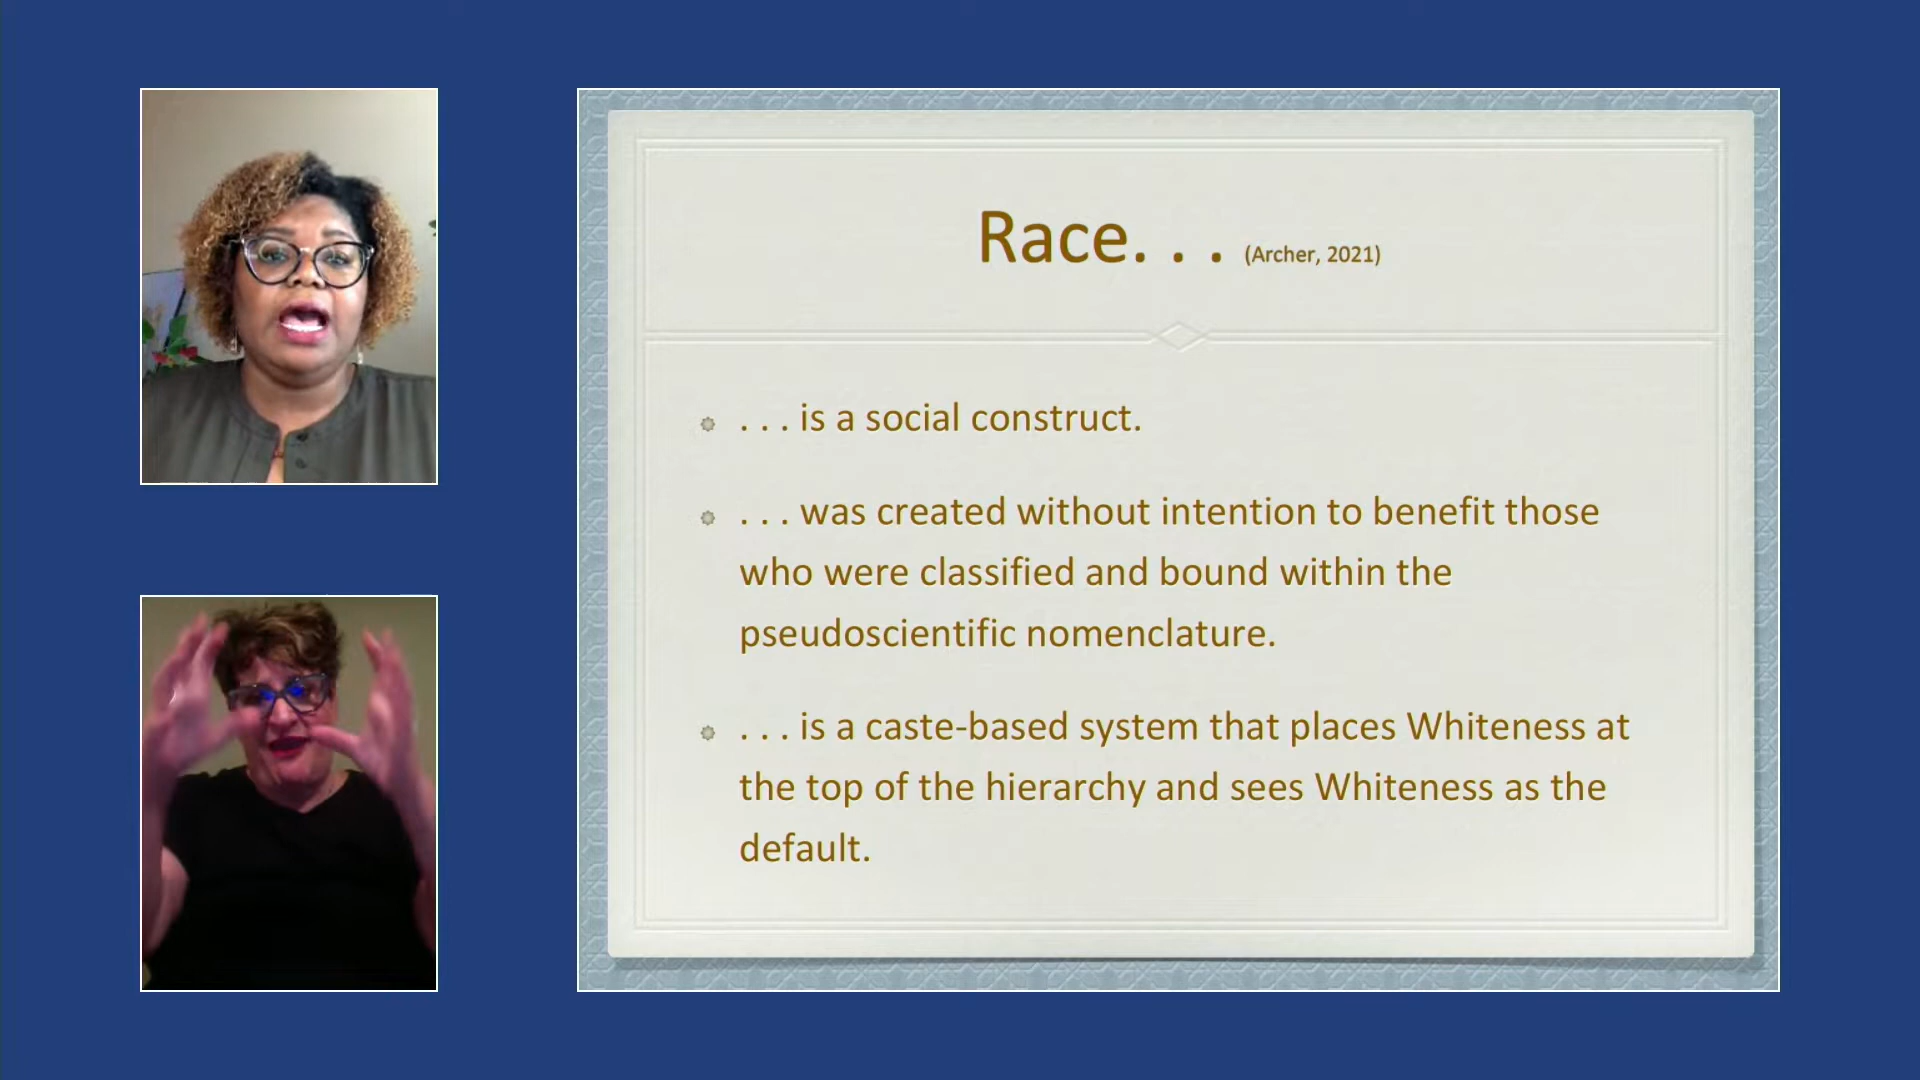 Race. . . (Archer, 2021)
. . . is a social construct.
. . . was created without intention to benefit those
who were classified and bound within the
pseudoscientific nomenclature.
. . . is a caste-based system that places Whiteness at
the top of the hierarchy and sees Whiteness as the
default.